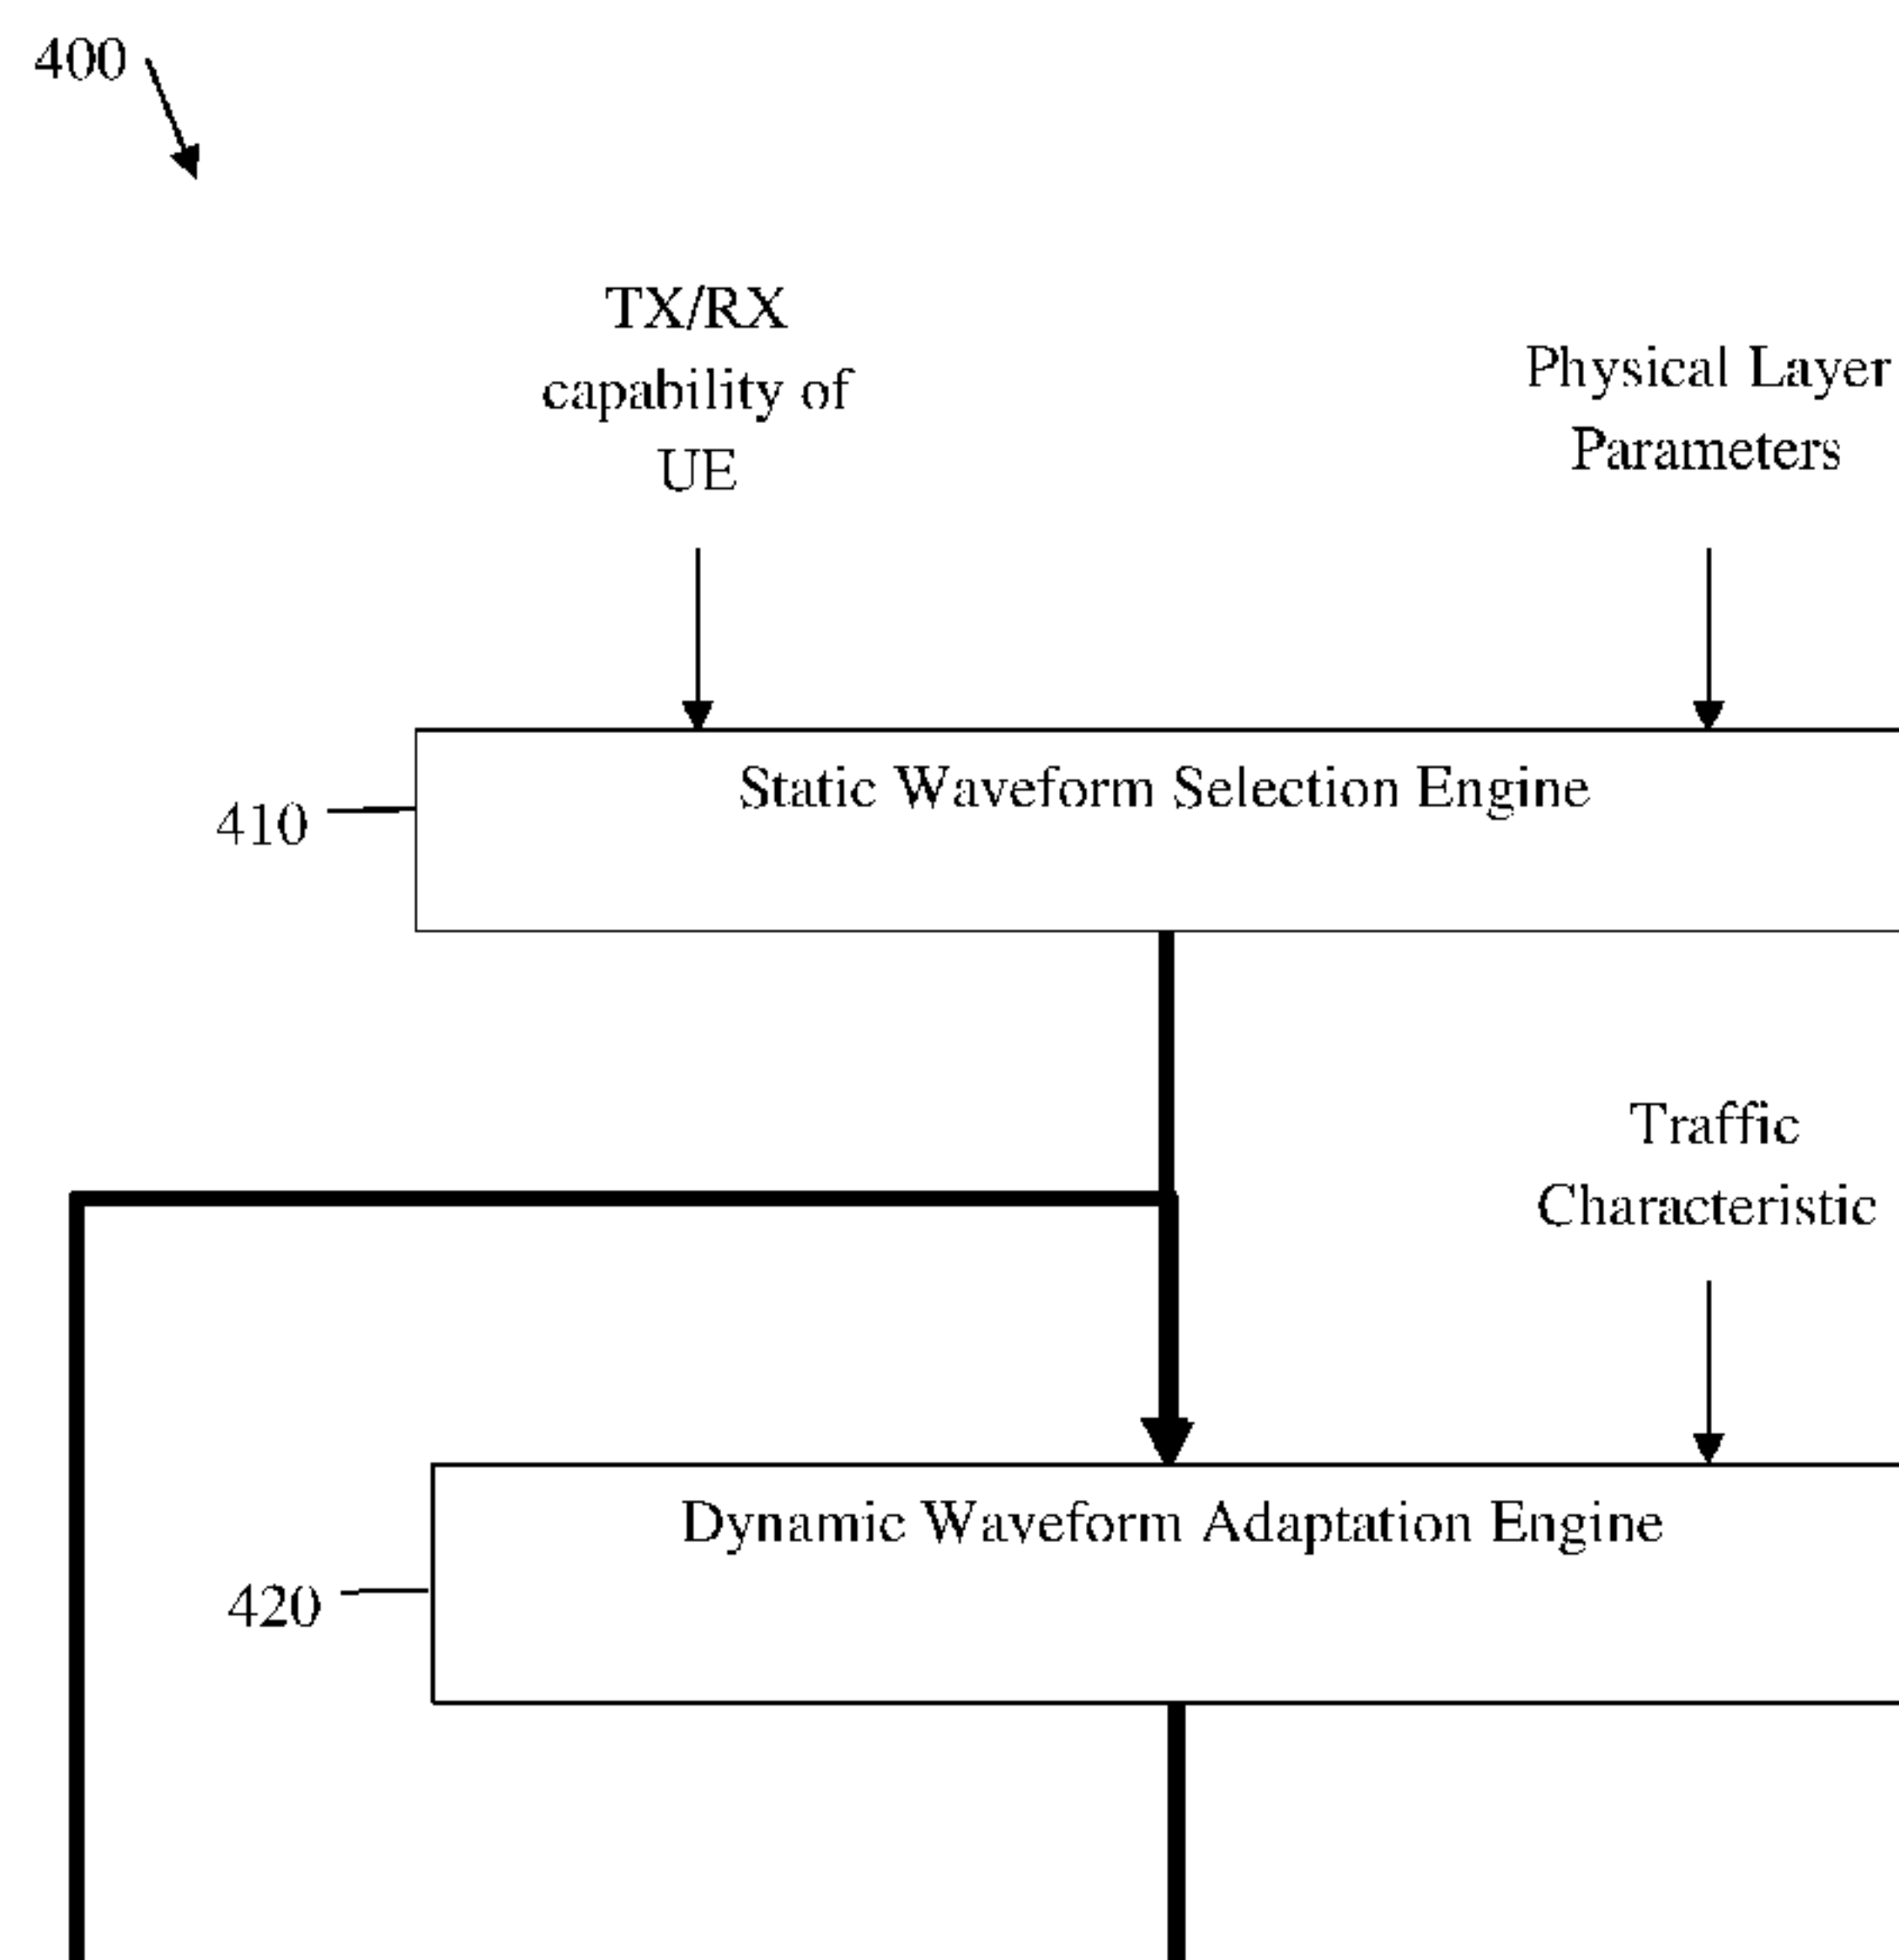 400
TX/RX
capability of
UE
Physical Layer
Parameters
Static Waveform Selection Engine
410
Traffic
Characteristic
Dynamic Waveform Adaptation Engine
420